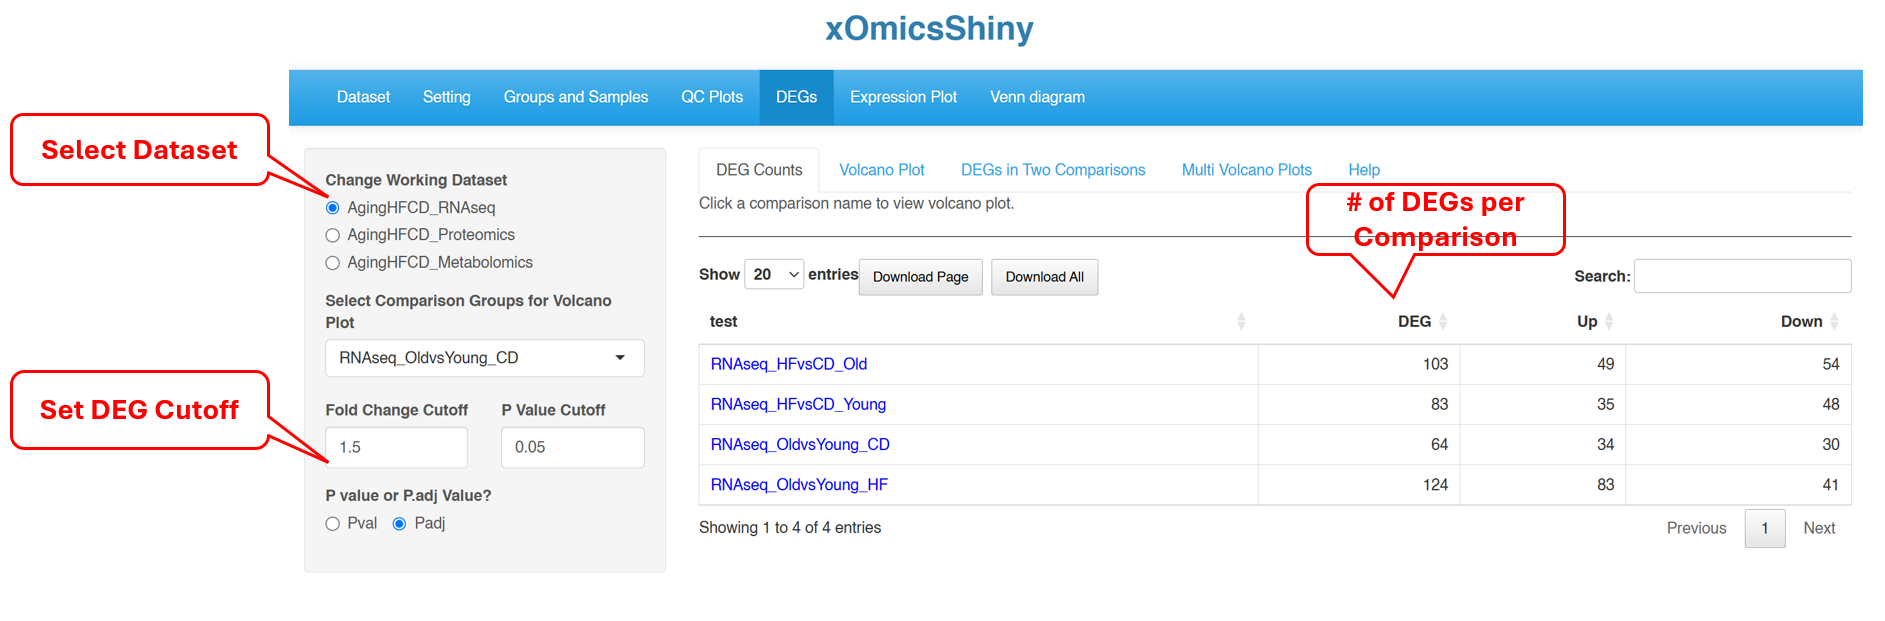 xOmicsShiny
Dataset Setting Groups and Samples QC Plots DEGs Expression Plot Venn diagram
Select Dataset
Change Working Dataset
AgingHFCD_RNAseq
AgingHFCD_Proteomics
AgingHFCD_Metabolomics
Select Comparison Groups for Volcano
Plot
RNAseq_OldvsYoung_CD
Set DEG Cutoff
Fold Change Cutoff P Value Cutoff
1.5 0.05
P value or P.adj Value?
Pval Padj
DEG Counts Volcano Plot DEGs in Two Comparisons Multi Volcano Plots Help
Click a comparison name to view volcano plot.
# of DEGs per
Comparison
Show 20 entries Download Page Download All Search:
test DEG Up Down
RNAseq_HFvsCD_Old 103 49 54
RNAseq_HFvsCD_Young 83 35 48
RNAseq_OldvsYoung_CD 64 34 30
RNAseq_OldvsYoung_HF 124 83 41
Showing 1 to 4 of 4 entries Previous 1 Next